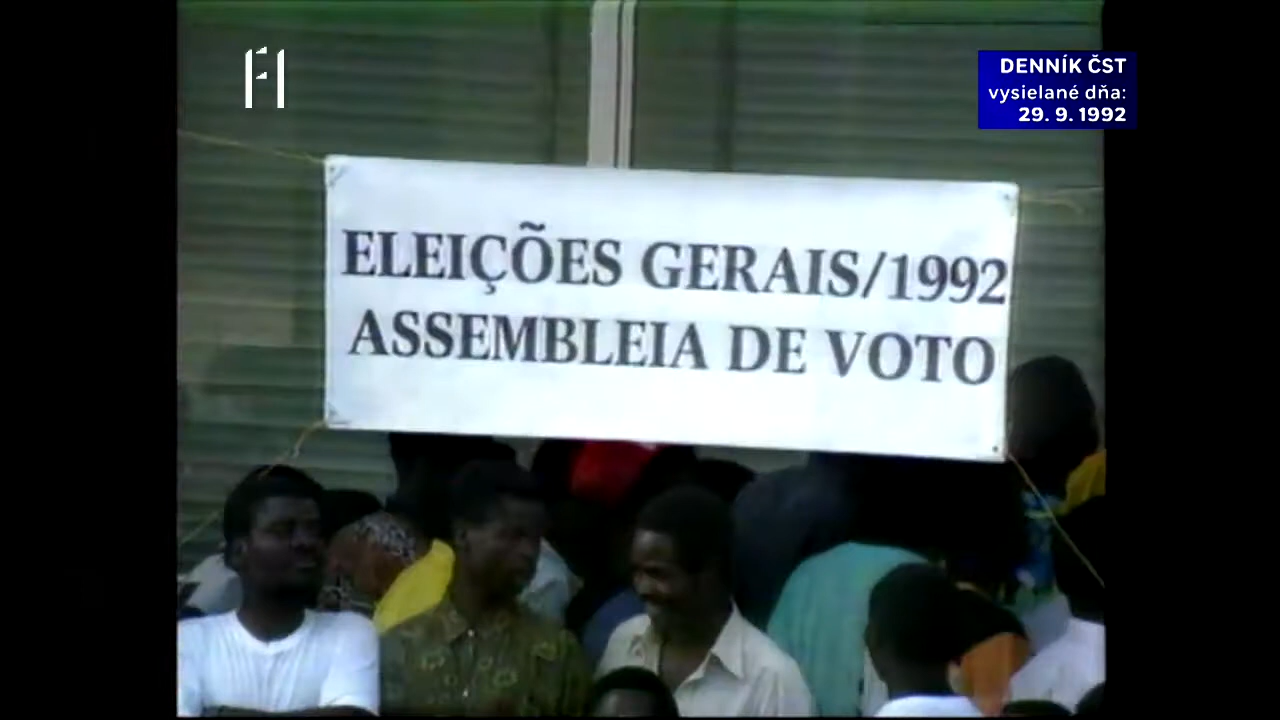 DENNÍK ČST
vysielané dňa:
29. 9. 1992
ELEIÇÕES GERAIS/1992
ASSEMBLEIA DE VOTO